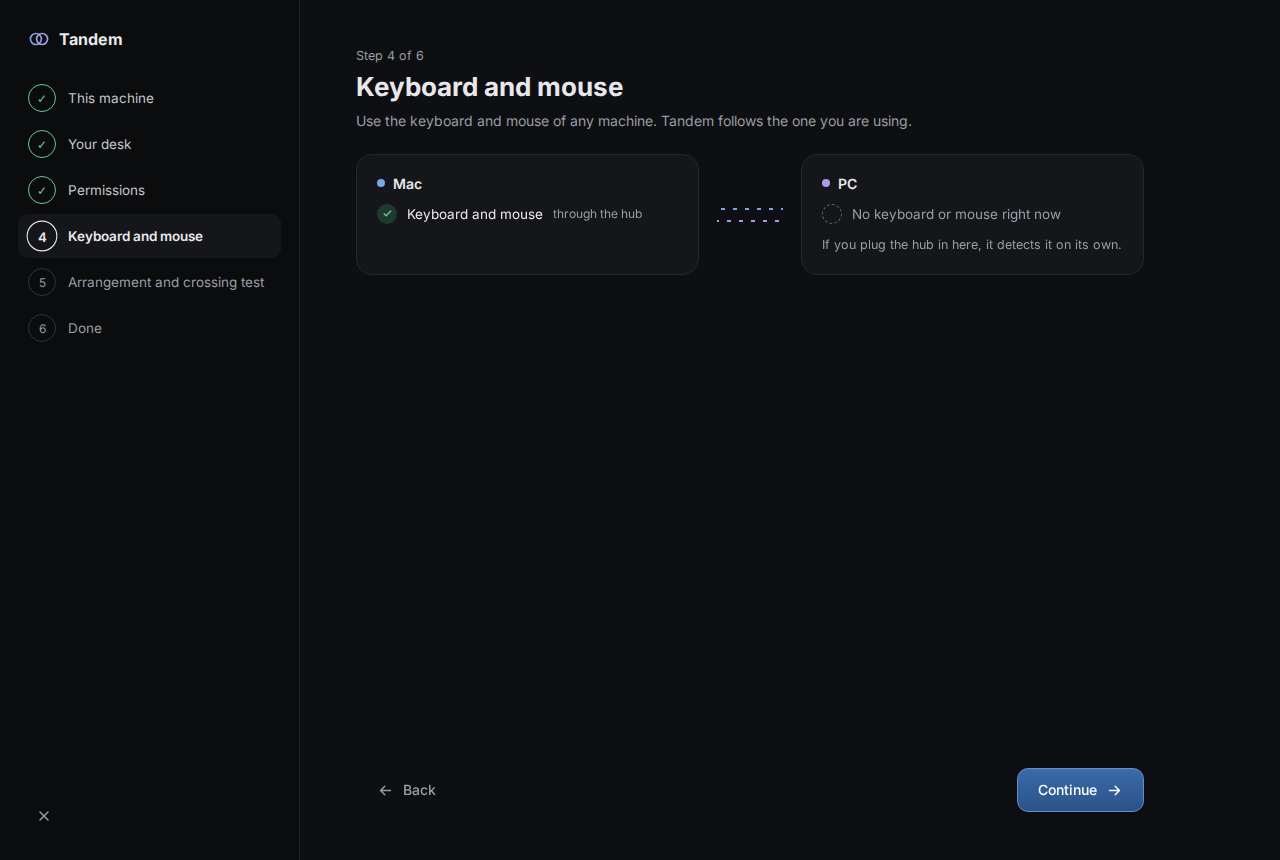 Tandem
✓ This machine
✓ Your desk
✓ Permissions
4 Keyboard and mouse
5 Arrangement and crossing test
6 Done
Step 4 of 6
Keyboard and mouse
Use the keyboard and mouse of any machine. Tandem follows the one you are using.
Mac
Keyboard and mouse through the hub
PC
No keyboard or mouse right now
If you plug the hub in here, it detects it on its own.
← Back
Continue →